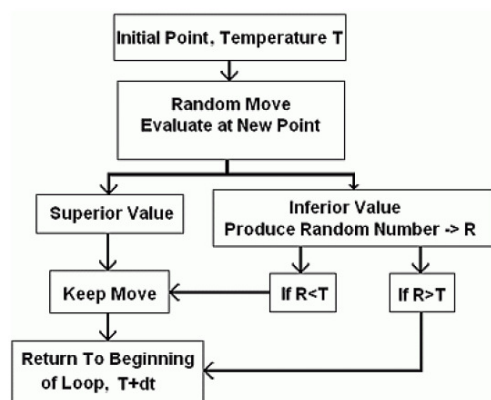 Initial Point, Temperature T
Random Move
Evaluate at New Point
Superior Value
Inferior Value
Produce Random Number -> R
Keep Move
If R<T
If R>T
Return To Beginning
of Loop, T+dt